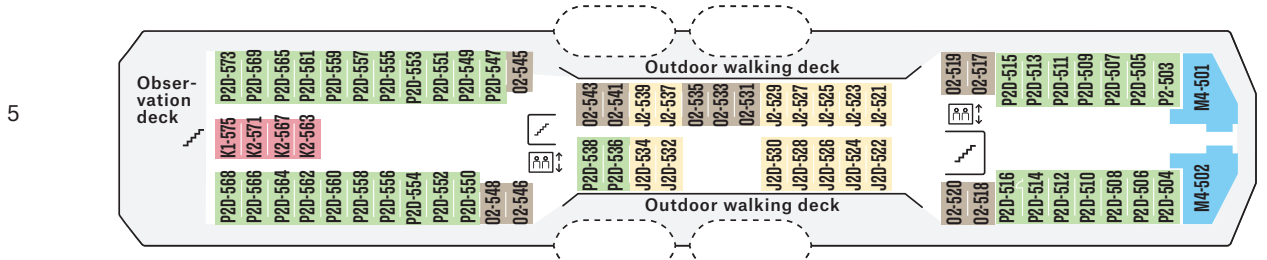 5
Obser-
vation
deck
P2D-573
P2D-569
P2D-565
P2D-561
P2D-559
P2D-557
P2D-555
P2D-553
P2D-551
P2D-549
P2D-547
O2-545
K1-575
K2-571
K2-567
K2-563
P2D-568
P2D-566
P2D-564
P2D-562
P2D-560
P2D-558
P2D-556
P2D-554
P2D-552
P2D-550
O2-548
O2-546
Outdoor walking deck
O2-543
O2-541
J2-539
J2-537
O2-535
O2-533
O2-531
J2-529
J2-527
J2-525
J2-523
J2-521
P2D-538
P2D-536
J2D-534
J2D-532
J2D-530
J2D-528
J2D-526
J2D-524
J2D-522
Outdoor walking deck
O2-519
O2-517
P2D-515
P2D-513
P2D-511
P2D-509
P2D-507
P2D-505
P2-503
M4-501
O2-520
O2-518
P2D-516
P2D-514
P2D-512
P2D-510
P2D-508
P2D-506
P2D-504
M4-502